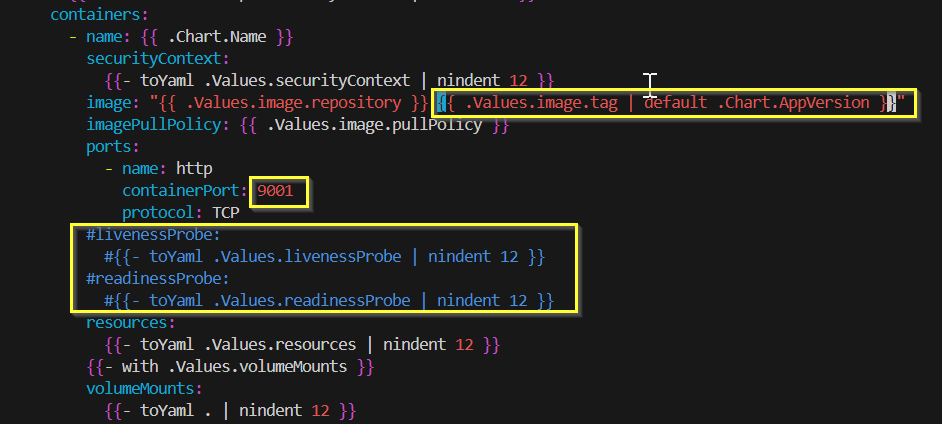 containers:
- name: {{ .Chart.Name }}
securityContext:
{{- toYaml .Values.securityContext | nindent 12 }}
image: "{{ .Values.image.repository }} {{ .Values.image.tag | default .Chart.AppVersion }}"
imagePullPolicy: {{ .Values.image.pullPolicy }}
ports:
- name: http
containerPort: 9001
protocol: TCP
#livenessProbe:
#{{- toYaml .Values.livenessProbe | nindent 12 }}
#readinessProbe:
#{{- toYaml .Values.readinessProbe | nindent 12 }}
resources:
{{- toYaml .Values.resources | nindent 12 }}
{{- with .Values.volumeMounts }}
volumeMounts:
{{- toYaml . | nindent 12 }}